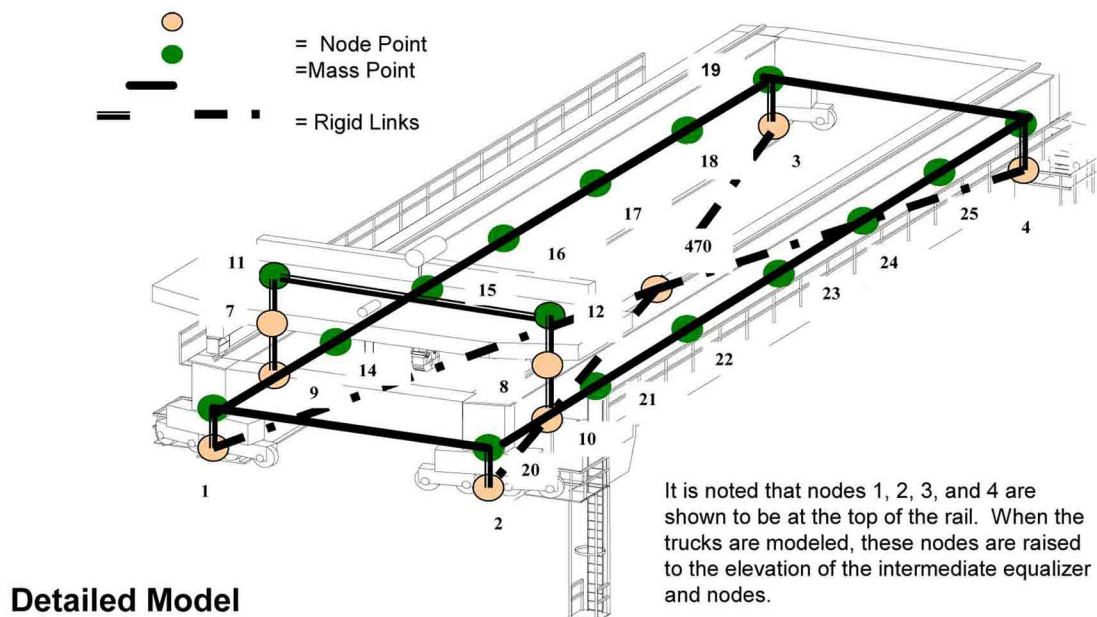 = Node Point
=Mass Point
= Rigid Links
19
18
3
17
25
4
470
16
24
11
15
12
23
7
22
9
14
8
21
10
20
1
2
It is noted that nodes 1, 2, 3, and 4 are
shown to be at the top of the rail. When the
trucks are modeled, these nodes are raised
to the elevation of the intermediate equalizer
and nodes.
Detailed Model